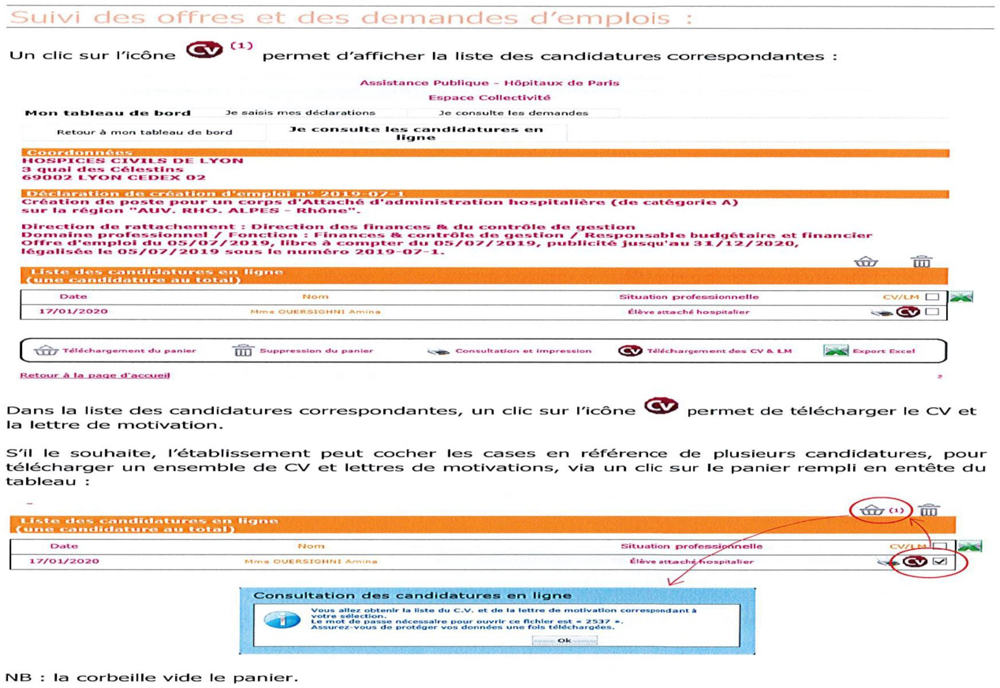 Suivi des offres et des demandes d'emplois :
Un clic sur l'icône CV (1) permet d'afficher la liste des candidatures correspondantes :
Assistance Publique - Hôpitaux de Paris
Espace Collectivité
Mon tableau de bord Je saisis mes déclarations Je consulte les demandes
Retour à mon tableau de bord Je consulte les candidatures en
ligne
Coordonnées
HOSPICES CIVILS DE LYON
3 quai des Célestins
69002 LYON CEDEX 02
Déclaration de création d'emploi n° 2019-07-1
Création de poste pour un corps d'Attaché d'administration hospitalière (de catégorie A)
sur la région "AUV. RHO. ALPES - Rhône".
Direction de rattachement : Direction des finances & du contrôle de gestion
Domaine professionnel / Fonction : Finances & contrôle de gestion / Responsable budgétaire et financier
Offre d'emploi du 05/07/2019, libre à compter du 05/07/2019, publicité jusqu'au 31/12/2020,
légalisée le 05/07/2019 sous le numéro 2019-07-1.
Liste des candidatures en ligne
(une candidature au total)
Date Nom Situation professionnelle CV/LM
17/01/2020 Mme OUERSIGHNI Amina Élève attaché hospitalier CV
Téléchargement du panier Suppression du panier Consultation et impression CV Téléchargement des CV & LM Export Excel
Retour à la page d'accueil
Dans la liste des candidatures correspondantes, un clic sur l'icône CV permet de télécharger le CV et
la lettre de motivation.
S'il le souhaite, l'établissement peut cocher les cases en référence de plusieurs candidatures, pour
télécharger un ensemble de CV et lettres de motivations, via un clic sur le panier rempli en entête du
tableau :
(1)
Liste des candidatures en ligne
(une candidature au total)
Date Nom Situation professionnelle CV/LM
17/01/2020 Mme OUERSIGHNI Amina Élève attaché hospitalier CV
Consultation des candidatures en ligne
Vous allez obtenir la liste du C.V. et de la lettre de motivation correspondant à
votre sélection.
Le mot de passe nécessaire pour ouvrir ce fichier est « 2537 ».
Assurez-vous de protéger vos données une fois téléchargées.
Ok
NB : la corbeille vide le panier.